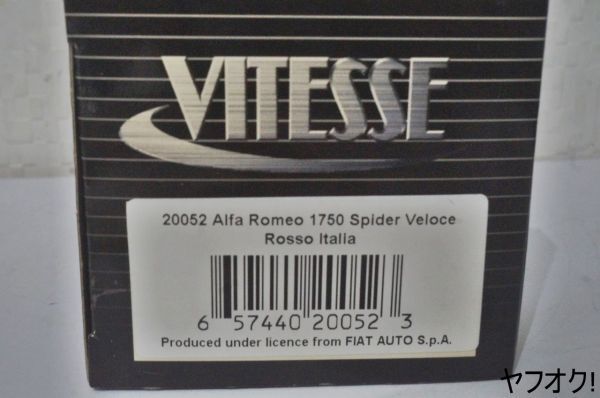 VITESSE
20052 Alfa Romeo 1750 Spider Veloce
Rosso Italia
6 57440 20052 3
Produced under licence from FIAT AUTO S.p.A.
ヤフオク!